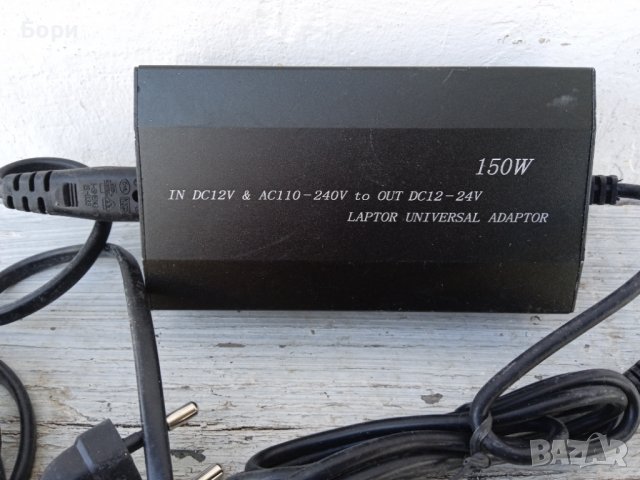 Бори
150W
IN DC12V & AC110-240V to OUT DC12-24V
LAPTOR UNIVERSAL ADAPTOR
BAZAR